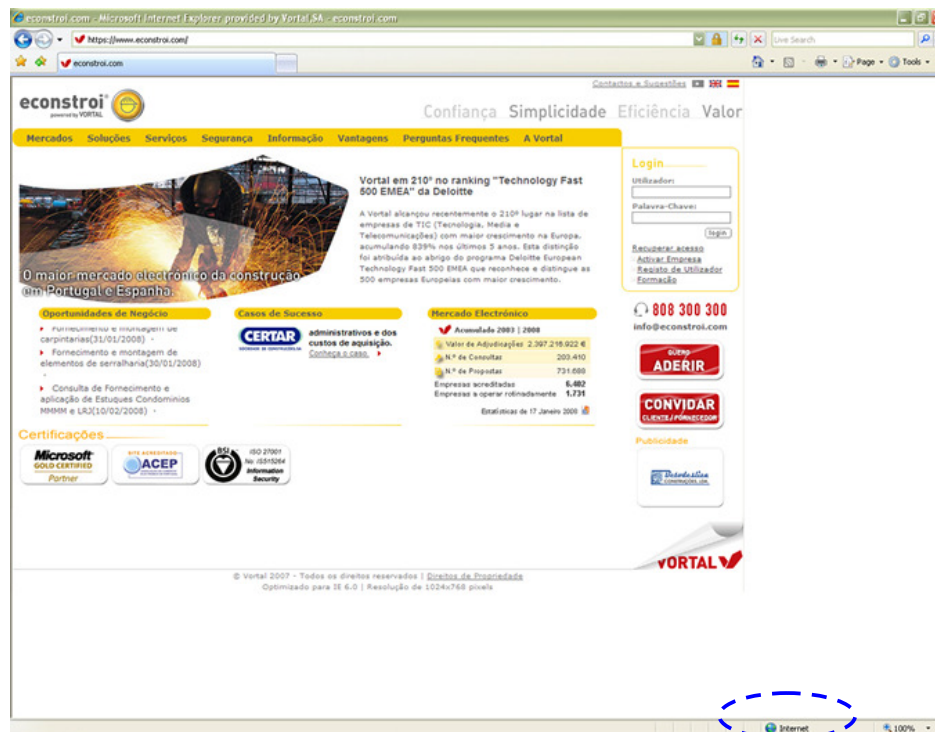 econstroi.com - Microsoft Internet Explorer provided by Vortal,SA - econstroi.com
https://www.econstroi.com/
Live Search
econstroi.com
Page
Tools
Contactos e Sugestões
econstroi
powered by VORTAL
Confiança Simplicidade Eficiência Valor
Mercados Soluções Serviços Segurança Informação Vantagens Perguntas Frequentes A Vortal
O maior mercado electrónico da construção
em Portugal e Espanha.
Vortal em 210º no ranking "Technology Fast
500 EMEA" da Deloitte
A Vortal alcançou recentemente o 210º lugar na lista de
empresas de TIC (Tecnologia, Media e
Telecomunicações) com maior crescimento na Europa,
acumulando 839% nos últimos 5 anos. Esta distinção
foi atribuída ao abrigo do programa Deloitte European
Technology Fast 500 EMEA que reconhece e distingue as
500 empresas Europeias com maior crescimento.
Login
Utilizador:
Palavra-Chave:
login
Recuperar acesso
Activar Empresa
Registo de Utilizador
Formação
Oportunidades de Negócio
Fornecimento e montagem de
carpintarias(31/01/2008) -
Fornecimento e montagem de
elementos de serralharia(30/01/2008)
-
Consulta de Fornecimento e
aplicação de Estuques Condominios
MMMM e LRJ(10/02/2008) -
Casos de Sucesso
CERTAR
administrativos e dos
custos de aquisição.
Conheça o caso.
Mercado Electrónico
Acumulado 2003 | 2008
Valor de Adjudicações 2.397.218.922 €
N.º de Consultas 203.410
N.º de Propostas 731.688
Empresas acreditadas 6.402
Empresas a operar rotinadamente 1.731
Estatísticas de 17 Janeiro 2008
808 300 300
info@econstroi.com
QUERO
ADERIR
CONVIDAR
CLIENTE / FORNECEDOR
Publicidade
Certificações
Microsoft
GOLD CERTIFIED
Partner
SITE ACREDITADO
ACEP
BSI
ISO 27001
No. IS515264
Information
Security
VORTAL
© Vortal 2007 - Todos os direitos reservados | Direitos de Propriedade
Optimizado para IE 6.0 | Resolução de 1024x768 pixels
Internet
100%